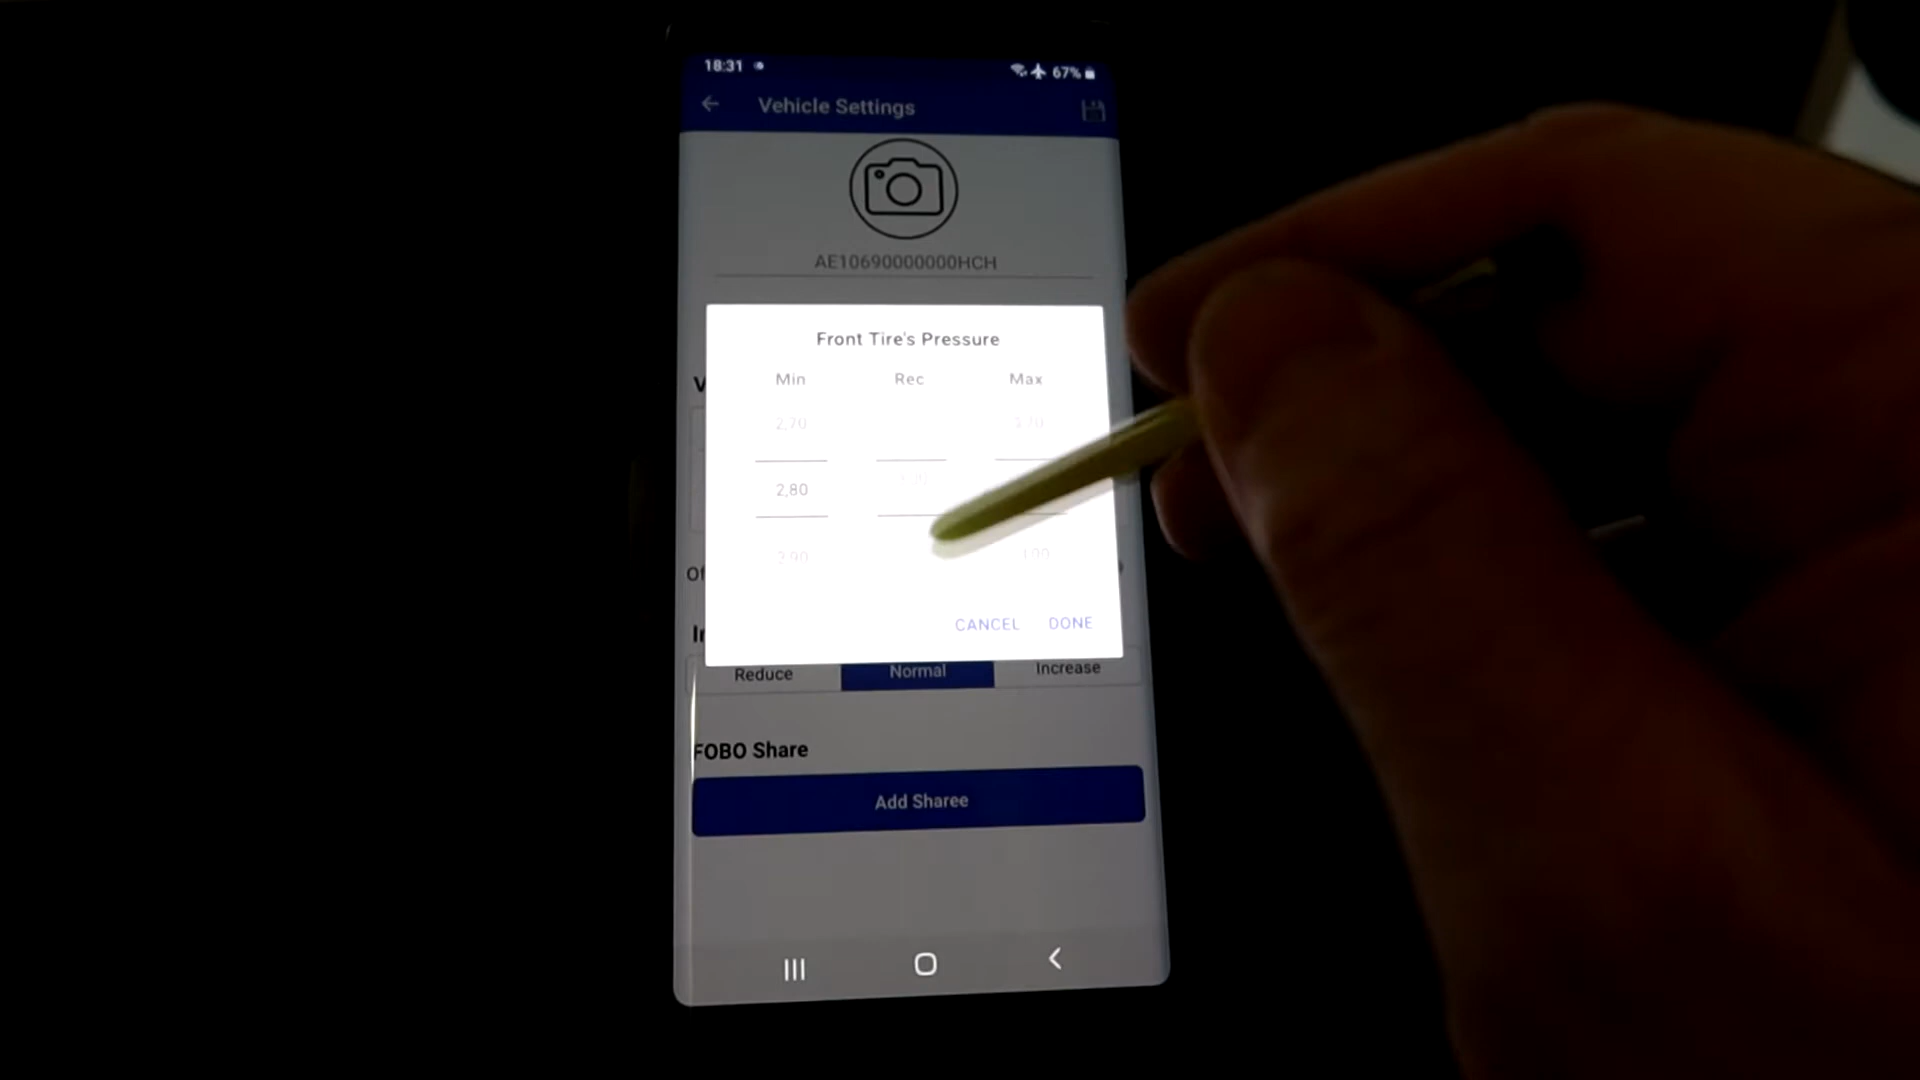 18:31 67%
Vehicle Settings
AE10690000000HCH
Front Tire's Pressure
Min Rec Max
2,70
2,80
CANCEL DONE
Reduce Normal Increase
FOBO Share
Add Sharee